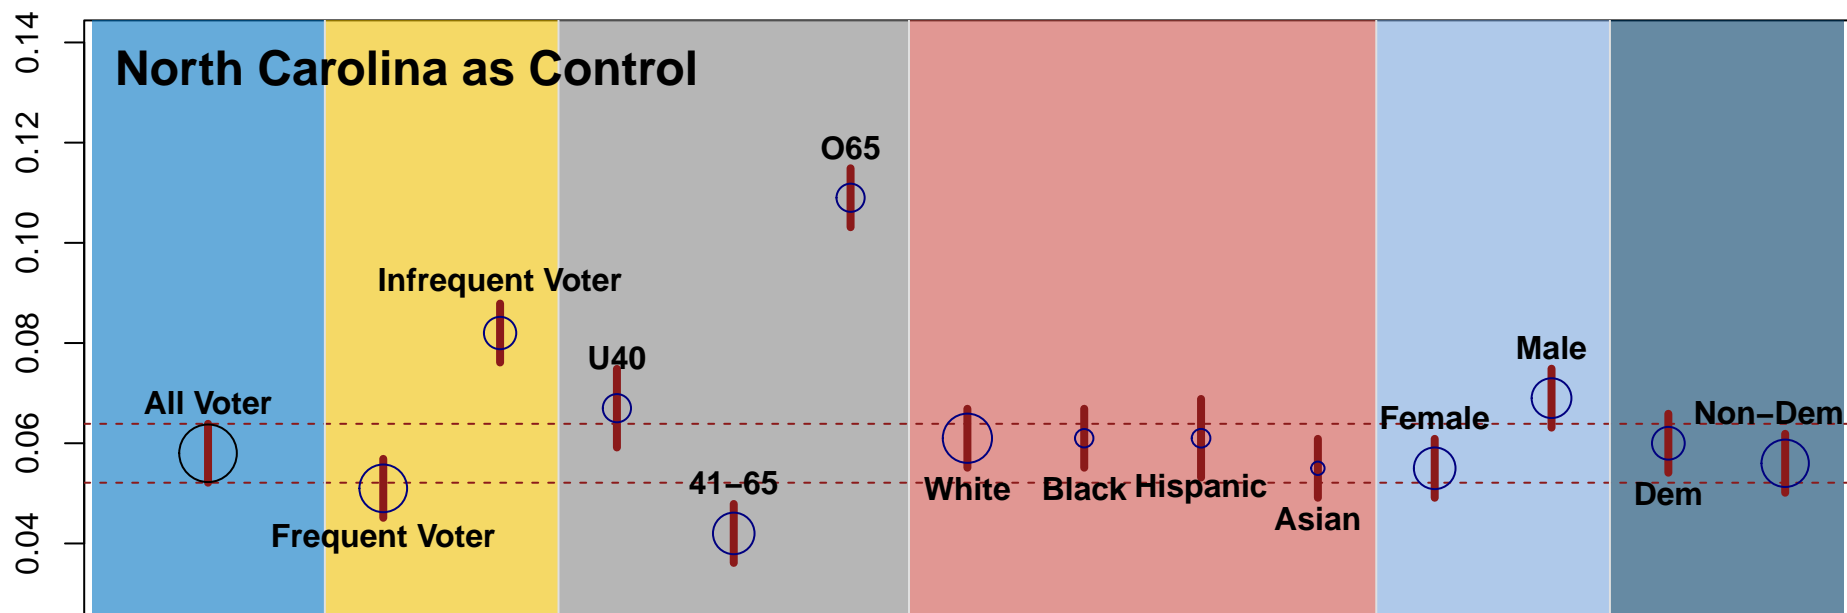 North Carolina as Control
0.14
0.12
0.10
0.08
0.06
0.04
All Voter
Frequent Voter
Infrequent Voter
U40
41−65
O65
White
Black
Hispanic
Asian
Female
Male
Dem
Non−Dem